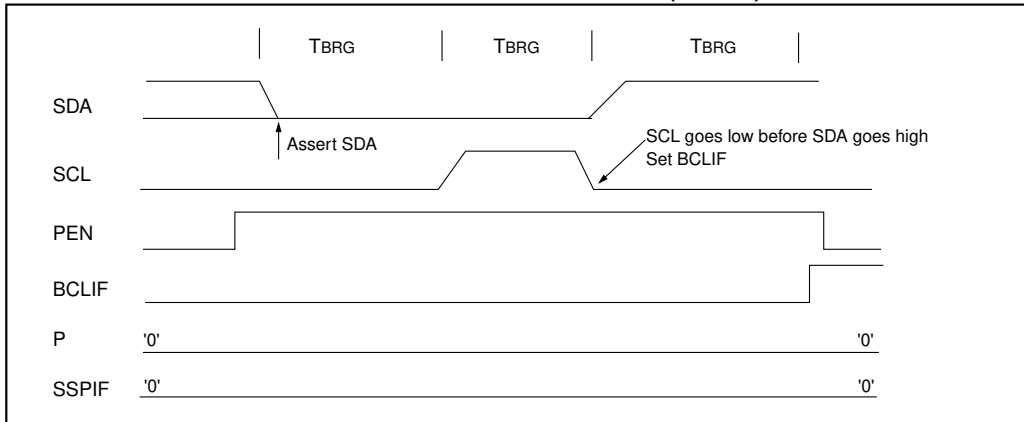 TBRG TBRG TBRG
SDA
Assert SDA
SCL goes low before SDA goes high
Set BCLIF
SCL
PEN
BCLIF
P '0' '0'
SSPIF '0' '0'